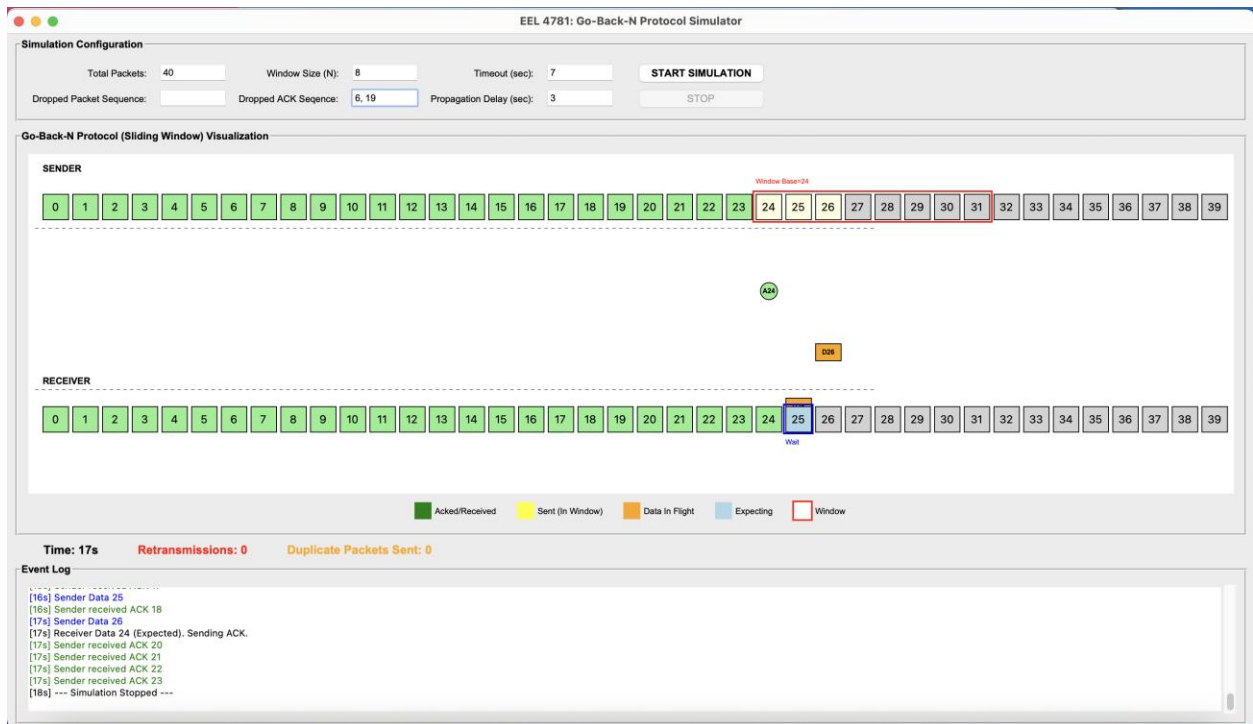 EEL 4781: Go-Back-N Protocol Simulator
Simulation Configuration
Total Packets: 40 Window Size (N): 8 Timeout (sec): 7 START SIMULATION
Dropped Packet Sequence: Dropped ACK Seqence: 6, 19 Propagation Delay (sec): 3 STOP
Go-Back-N Protocol (Sliding Window) Visualization
SENDER
Window Base=24
0 1 2 3 4 5 6 7 8 9 10 11 12 13 14 15 16 17 18 19 20 21 22 23 24 25 26 27 28 29 30 31 32 33 34 35 36 37 38 39
A24
D26
RECEIVER
0 1 2 3 4 5 6 7 8 9 10 11 12 13 14 15 16 17 18 19 20 21 22 23 24 25 26 27 28 29 30 31 32 33 34 35 36 37 38 39
Wait
Acked/Received Sent (In Window) Data In Flight Expecting Window
Time: 17s Retransmissions: 0 Duplicate Packets Sent: 0
Event Log
[16s] Sender Data 25
[16s] Sender received ACK 18
[17s] Sender Data 26
[17s] Receiver Data 24 (Expected). Sending ACK.
[17s] Sender received ACK 20
[17s] Sender received ACK 21
[17s] Sender received ACK 22
[17s] Sender received ACK 23
[18s] --- Simulation Stopped ---